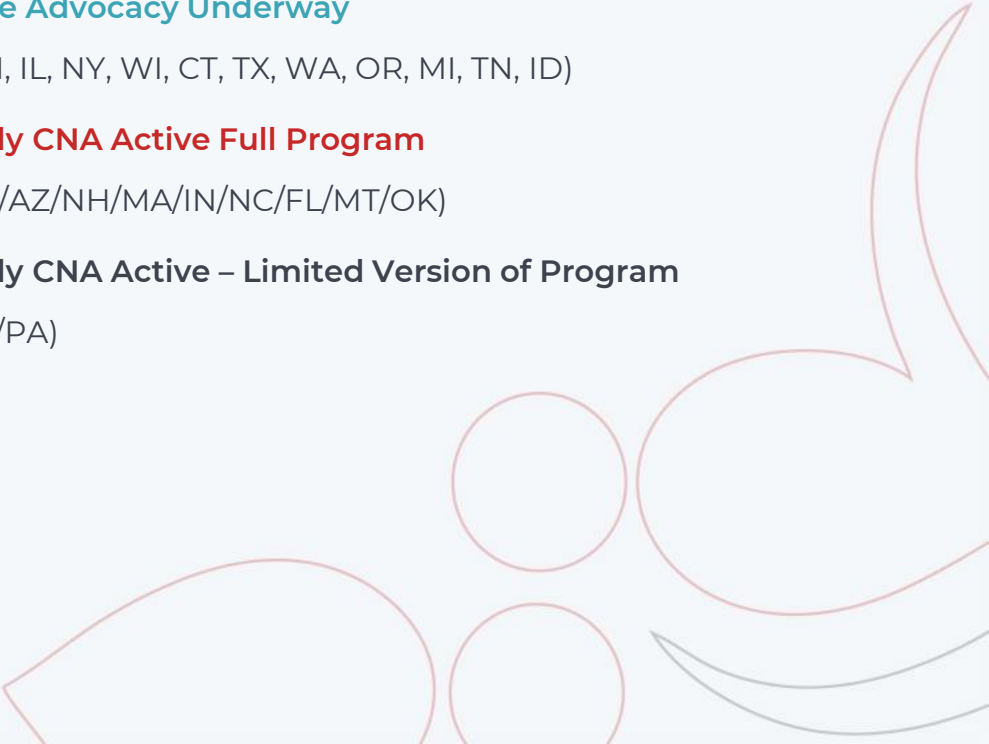 e Advocacy Underway
, IL, NY, WI, CT, TX, WA, OR, MI, TN, ID)
ly CNA Active Full Program
/AZ/NH/MA/IN/NC/FL/MT/OK)
ly CNA Active – Limited Version of Program
/PA)